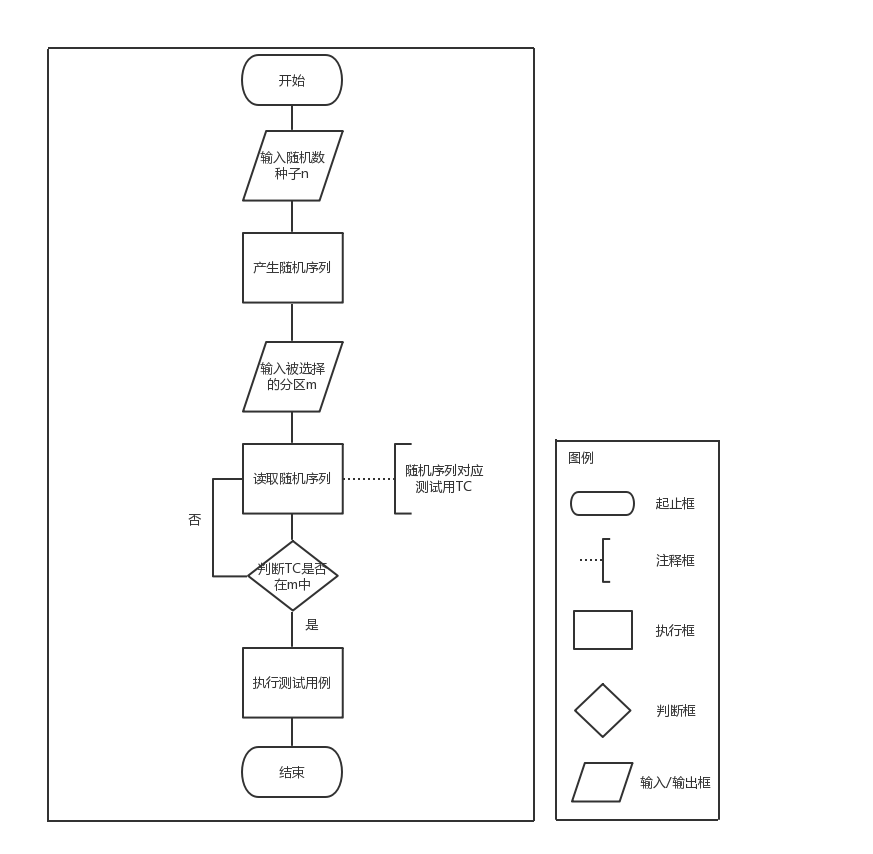 开始
输入随机数
种子n
产生随机序列
输入被选择
的分区m
读取随机序列
随机序列对应
测试用TC
否
判断TC是否
在m中
是
执行测试用例
结束
图例
起止框
注释框
执行框
判断框
输入/输出框